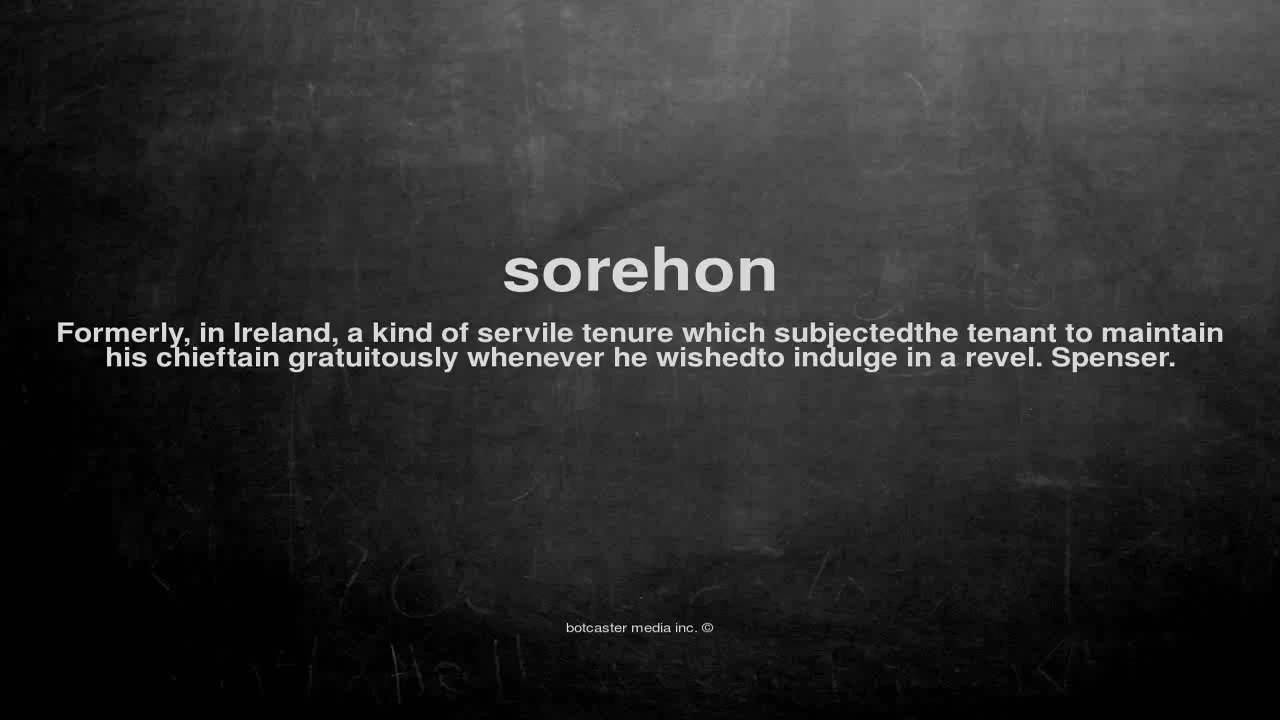 sorehon
Formerly, in Ireland, a kind of servile tenure which subjectedthe tenant to maintain
his chieftain gratuitously whenever he wishedto indulge in a revel. Spenser.
botcaster media inc. ©